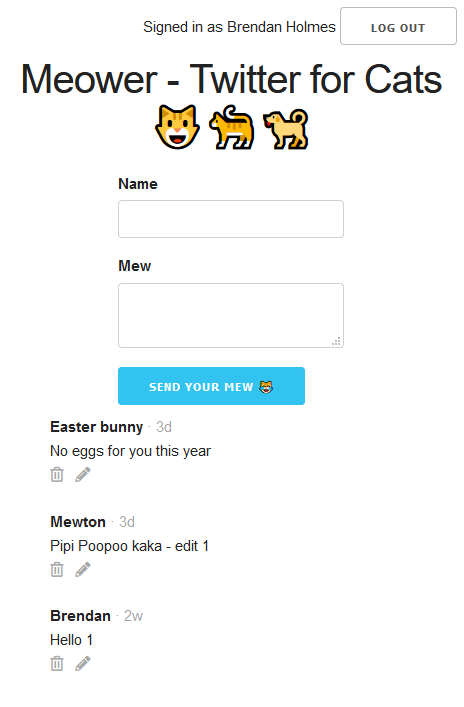 Signed in as Brendan Holmes LOG OUT
Meower - Twitter for Cats
😺🐈🐕
Name
Mew
SEND YOUR MEW 😺
Easter bunny · 3d
No eggs for you this year
Mewton · 3d
Pipi Poopoo kaka - edit 1
Brendan · 2w
Hello 1